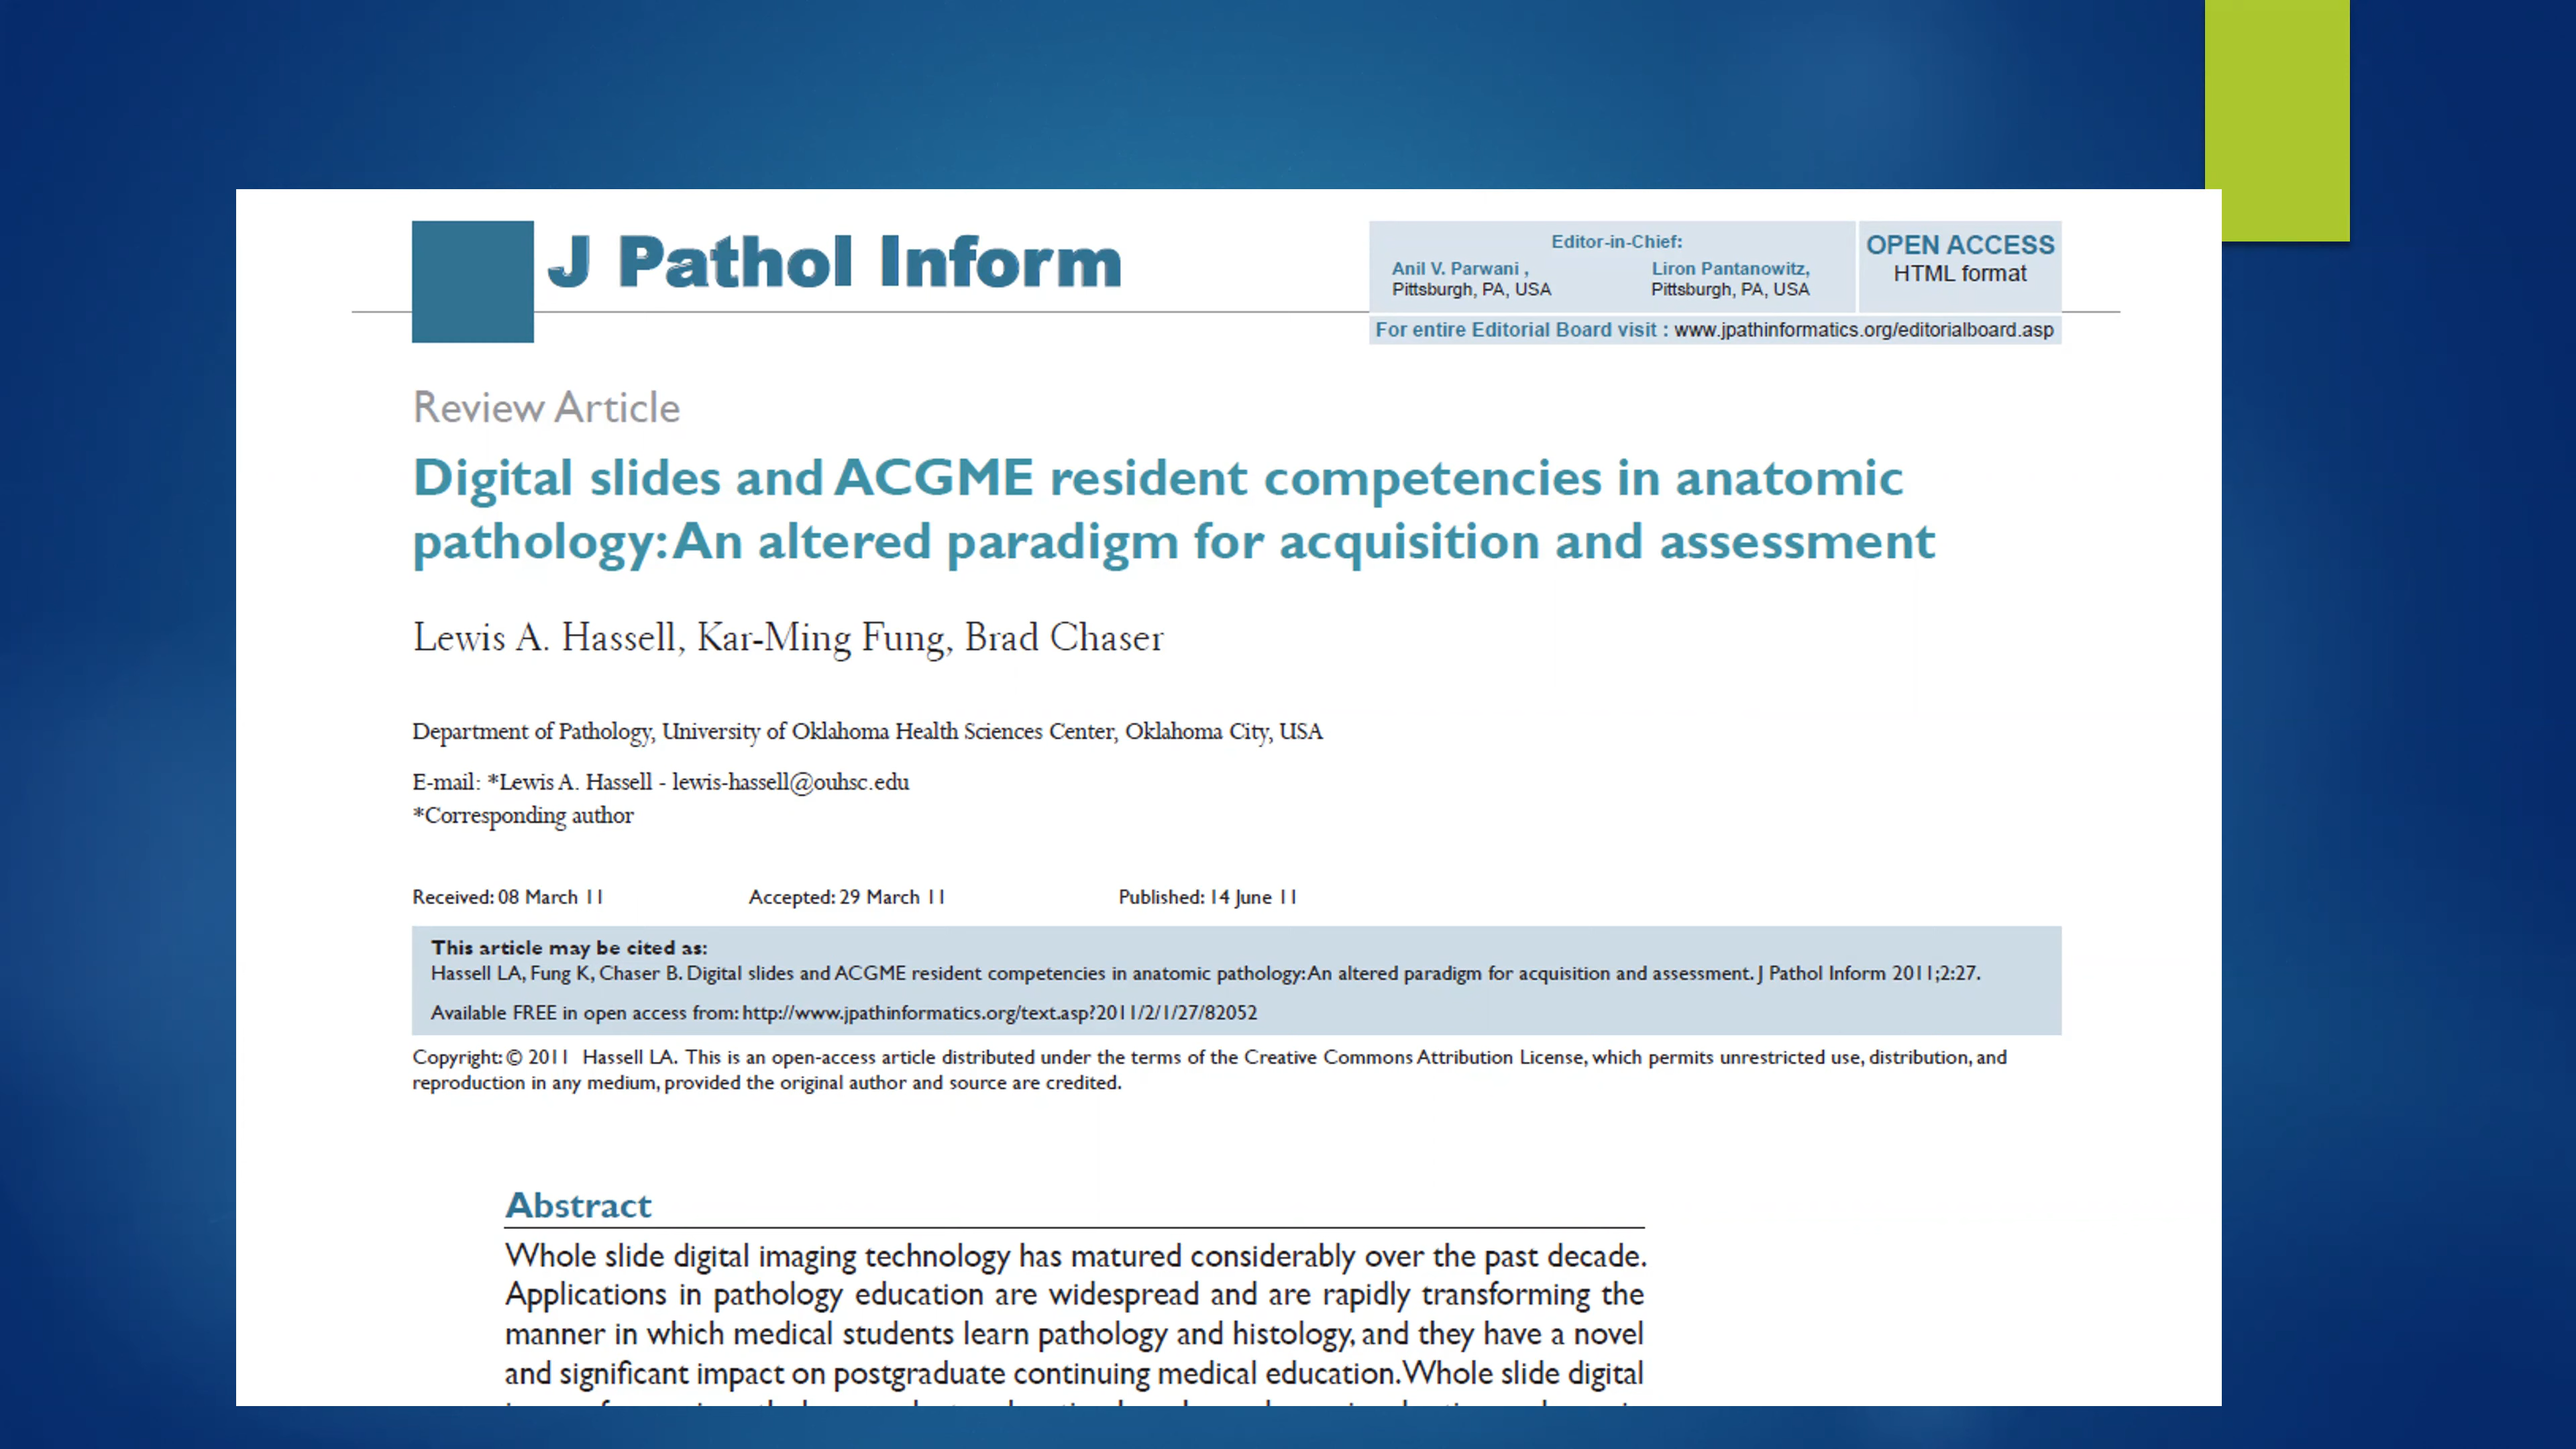 J Pathol Inform
Editor-in-Chief:
Anil V. Parwani ,
Pittsburgh, PA, USA
Liron Pantanowitz,
Pittsburgh, PA, USA
OPEN ACCESS
HTML format
For entire Editorial Board visit : www.jpathinformatics.org/editorialboard.asp
Review Article
Digital slides and ACGME resident competencies in anatomic
pathology: An altered paradigm for acquisition and assessment
Lewis A. Hassell, Kar-Ming Fung, Brad Chaser
Department of Pathology, University of Oklahoma Health Sciences Center, Oklahoma City, USA
E-mail: *Lewis A. Hassell - lewis-hassell@ouhsc.edu
*Corresponding author
Received: 08 March 11 Accepted: 29 March 11 Published: 14 June 11
This article may be cited as:
Hassell LA, Fung K, Chaser B. Digital slides and ACGME resident competencies in anatomic pathology: An altered paradigm for acquisition and assessment. J Pathol Inform 2011;2:27.
Available FREE in open access from: http://www.jpathinformatics.org/text.asp?2011/2/1/27/82052
Copyright: © 2011 Hassell LA. This is an open-access article distributed under the terms of the Creative Commons Attribution License, which permits unrestricted use, distribution, and
reproduction in any medium, provided the original author and source are credited.
Abstract
Whole slide digital imaging technology has matured considerably over the past decade.
Applications in pathology education are widespread and are rapidly transforming the
manner in which medical students learn pathology and histology, and they have a novel
and significant impact on postgraduate continuing medical education. Whole slide digital